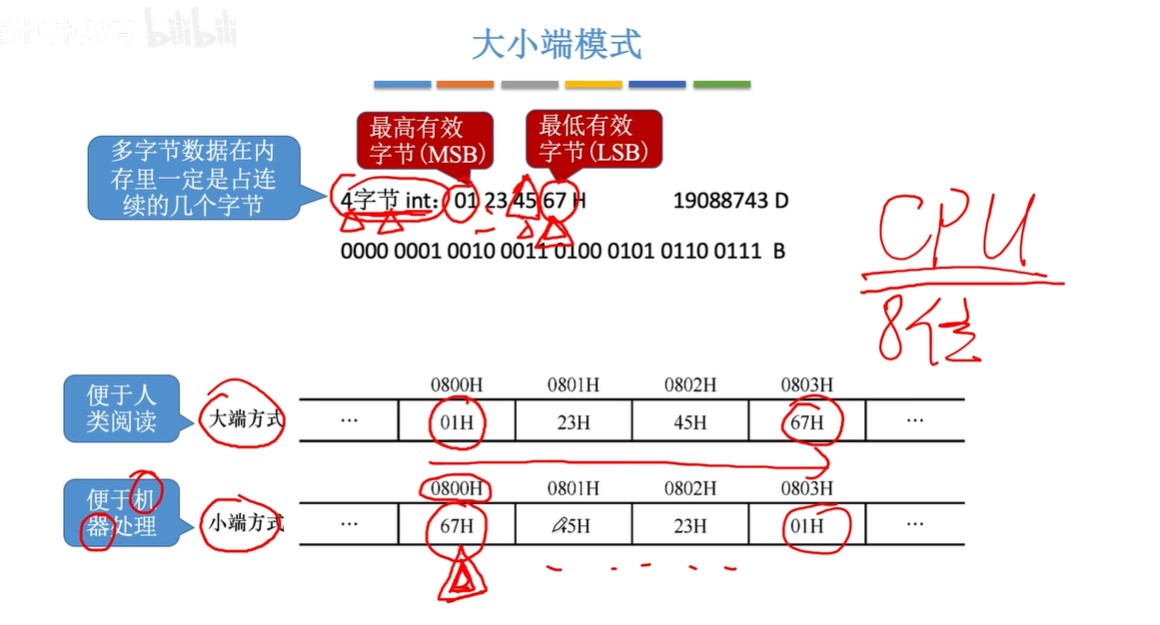 bilibili
大小端模式
最高有效
字节(MSB)
最低有效
字节(LSB)
多字节数据在内
存里一定是占连
续的几个字节
4字节 int: 01 23 45 67 H 19088743 D
0000 0001 0010 0011 0100 0101 0110 0111 B
CPU
8位
便于人
类阅读
大端方式
0800H 0801H 0802H 0803H
… 01H 23H 45H 67H …
便于机
器处理
小端方式
0800H 0801H 0802H 0803H
… 67H 45H 23H 01H …